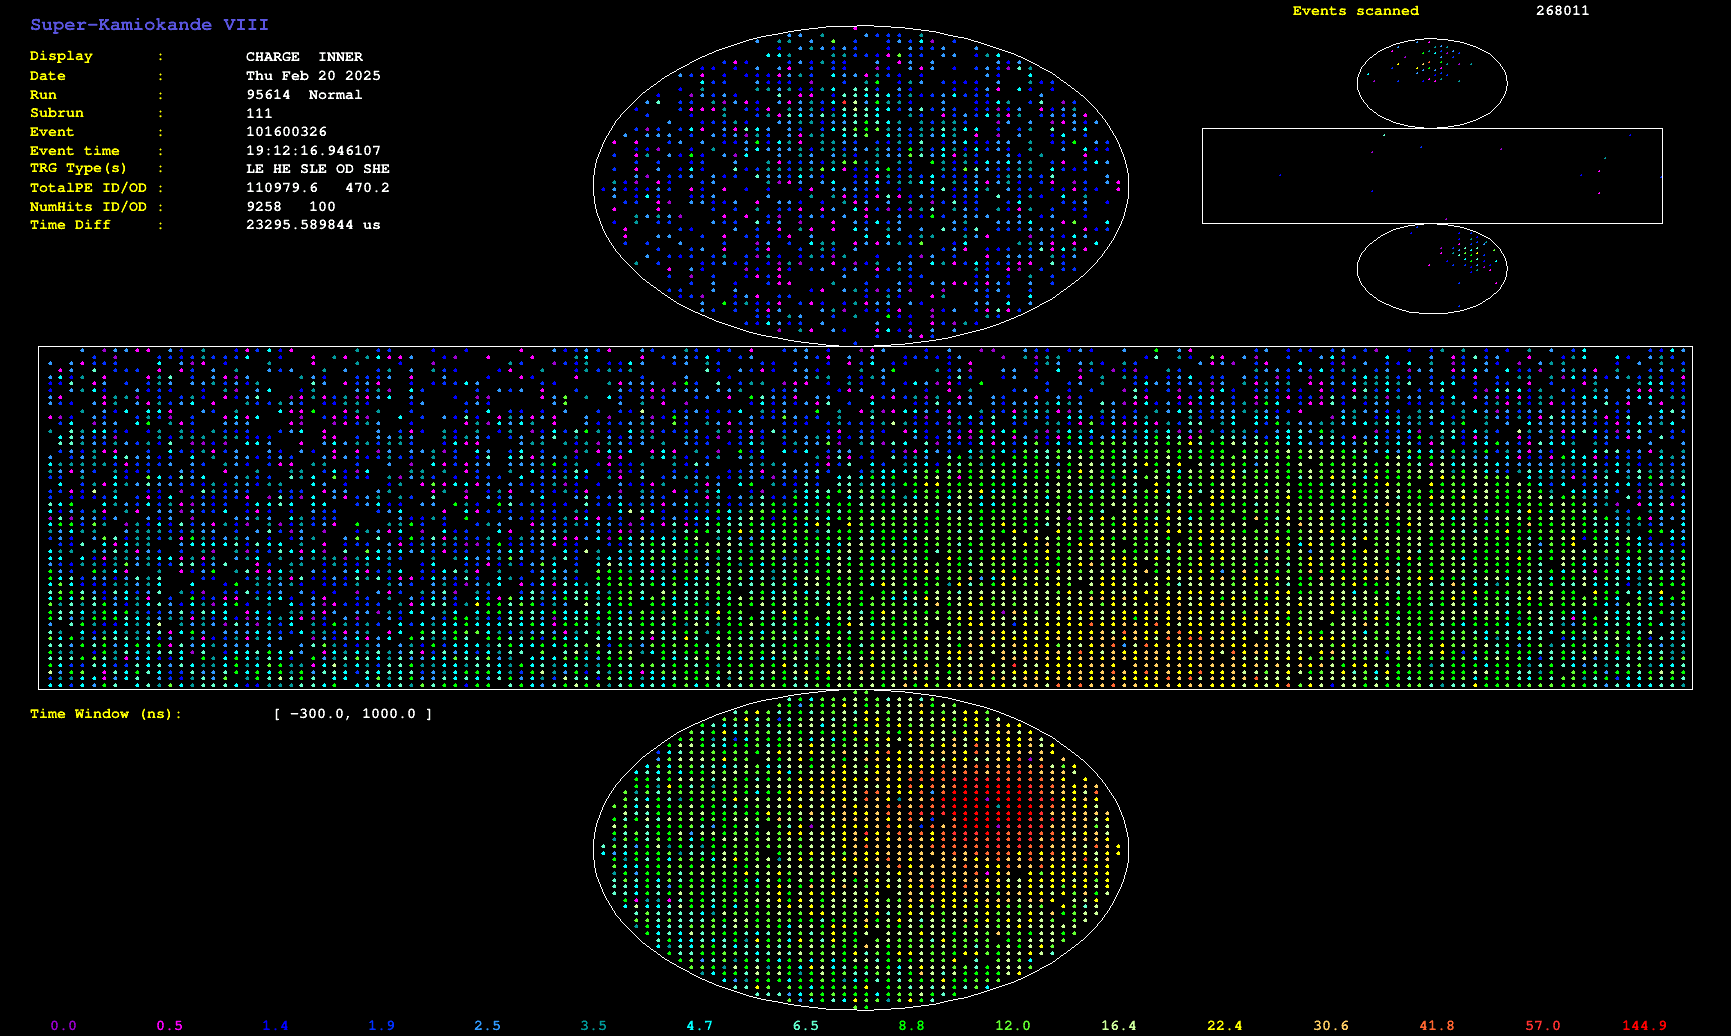 Super-Kamiokande VIII
Events scanned 268011
Display : CHARGE INNER
Date : Thu Feb 20 2025
Run : 95614 Normal
Subrun : 111
Event : 101600326
Event time : 19:12:16.946107
TRG Type(s) : LE HE SLE OD SHE
TotalPE ID/OD : 110979.6 470.2
NumHits ID/OD : 9258 100
Time Diff : 23295.589844 us
Time Window (ns): [ -300.0, 1000.0 ]
0.0 0.5 1.4 1.9 2.5 3.5 4.7 6.5 8.8 12.0 16.4 22.4 30.6 41.8 57.0 144.9